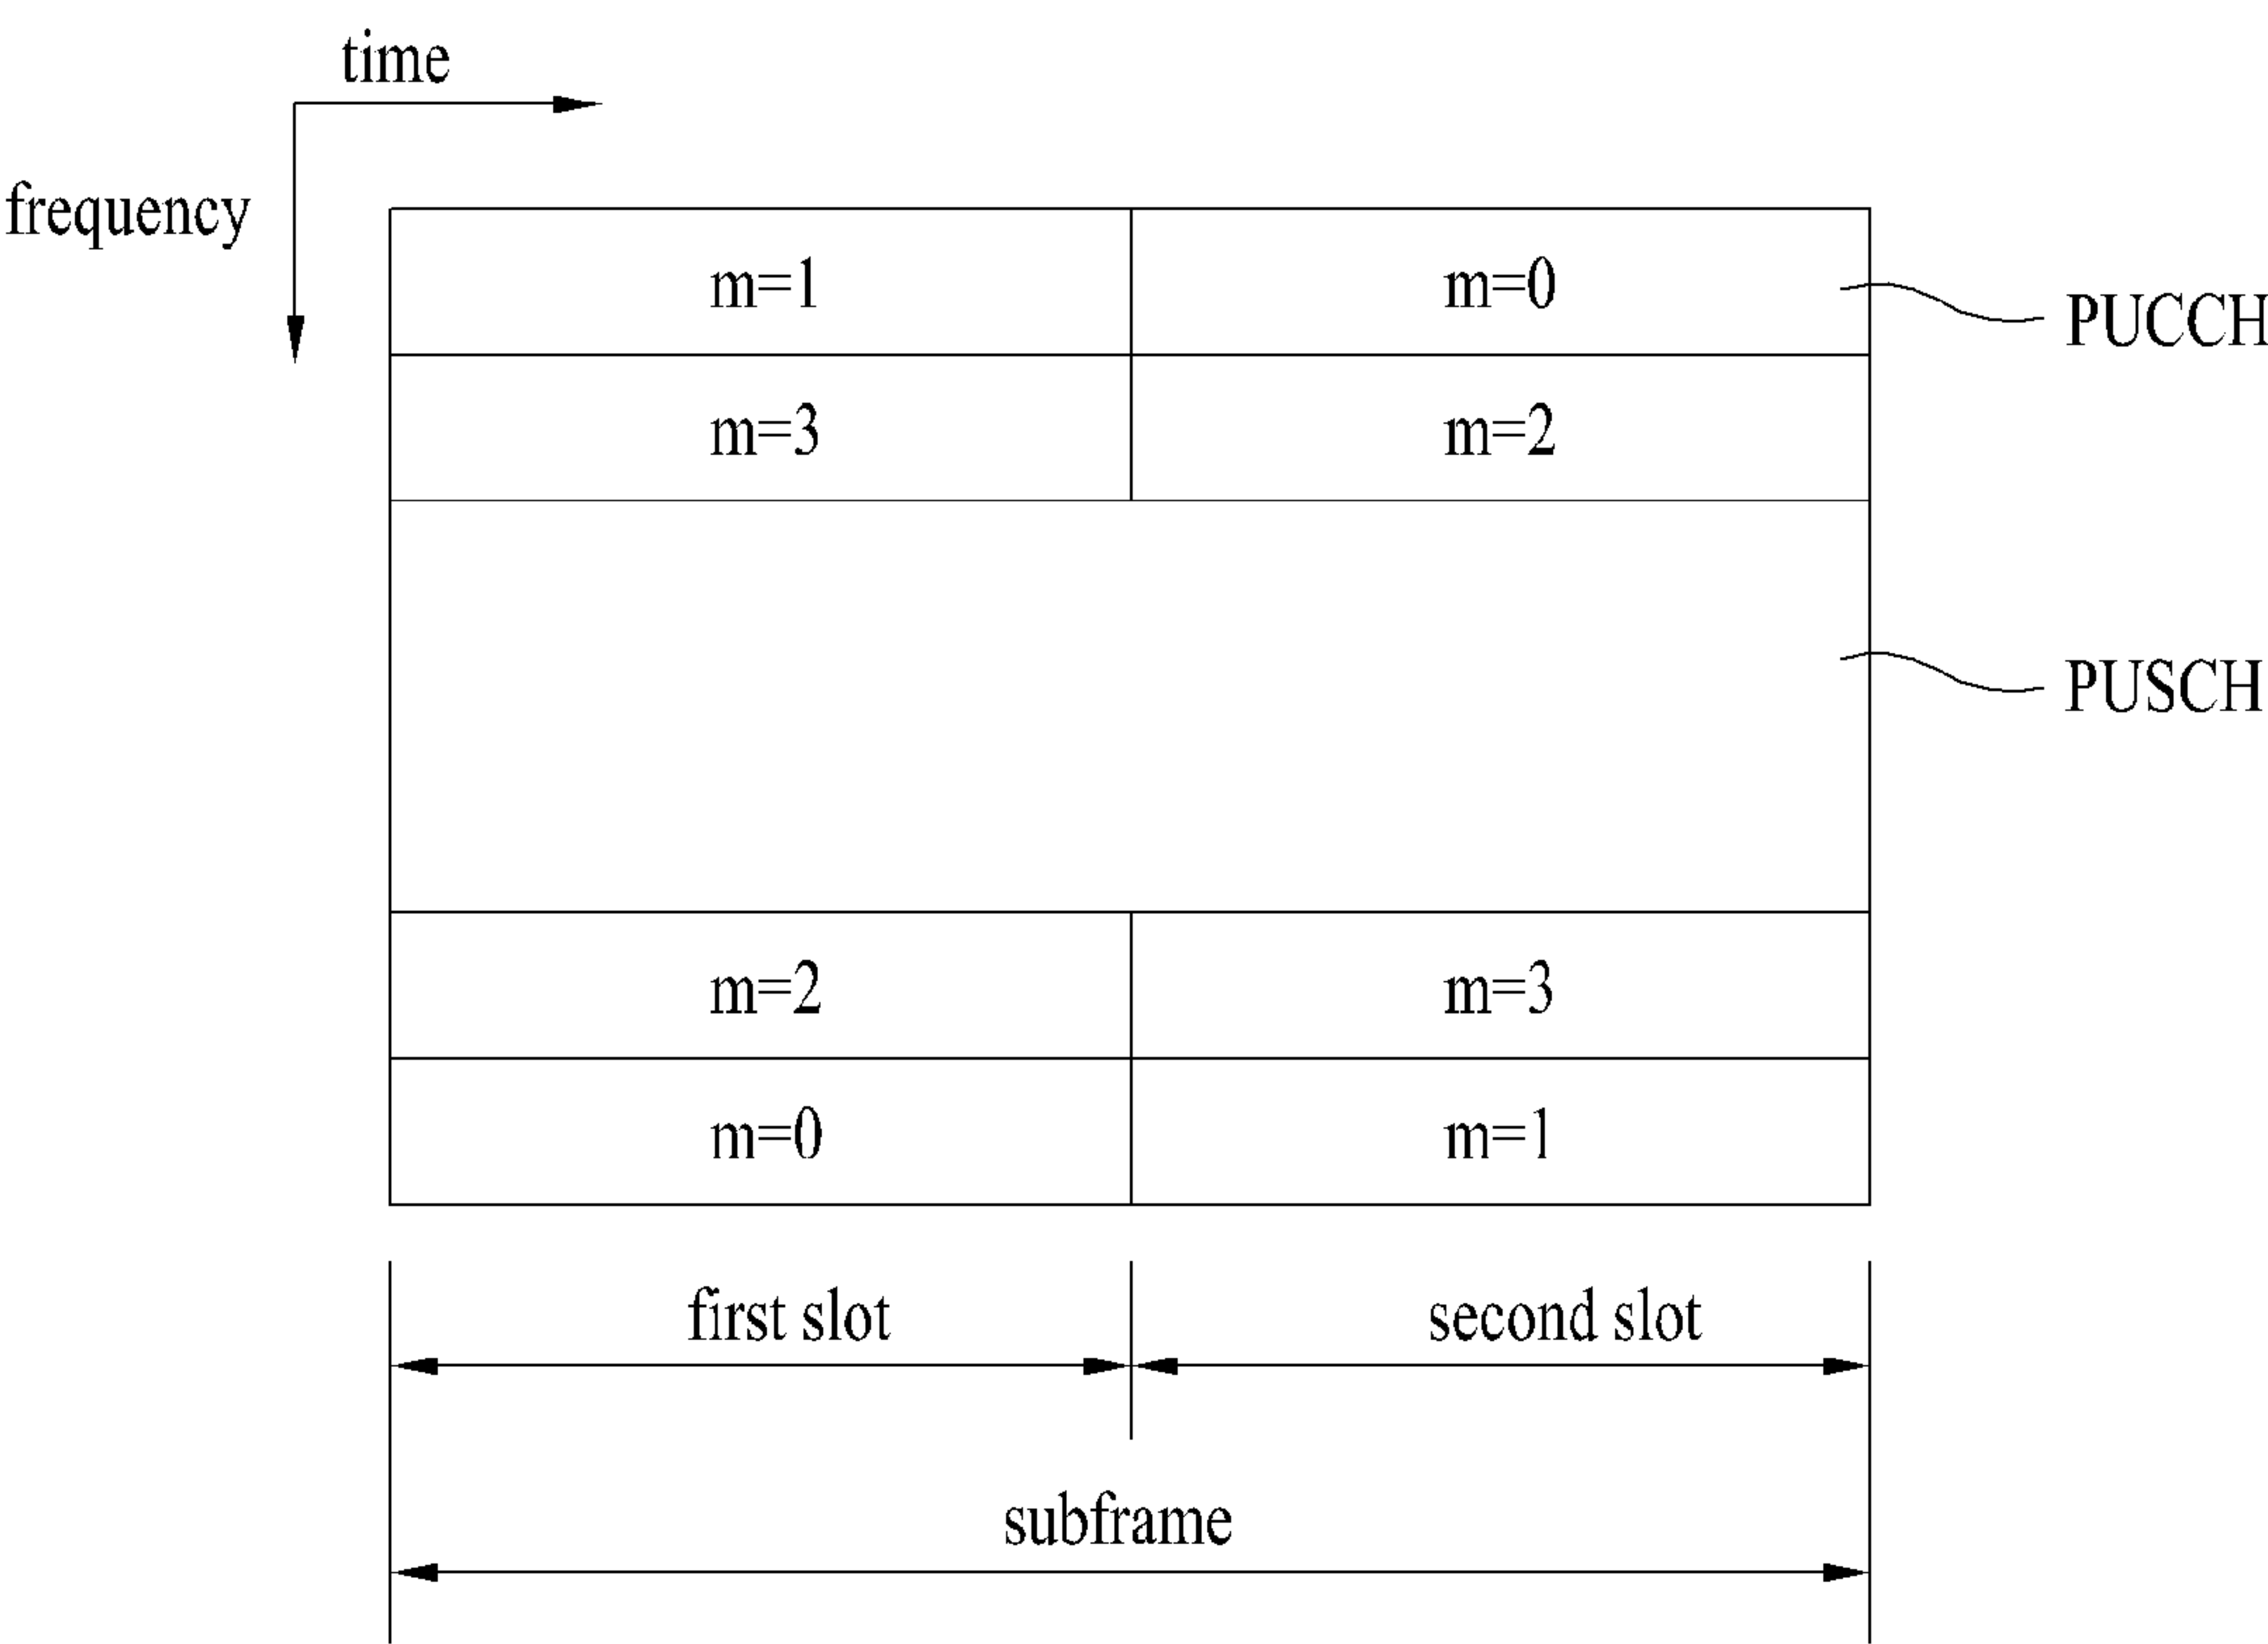 time
frequency
m=1 m=0
PUCCH
m=3 m=2
PUSCH
m=2 m=3
m=0 m=1
first slot second slot
subframe